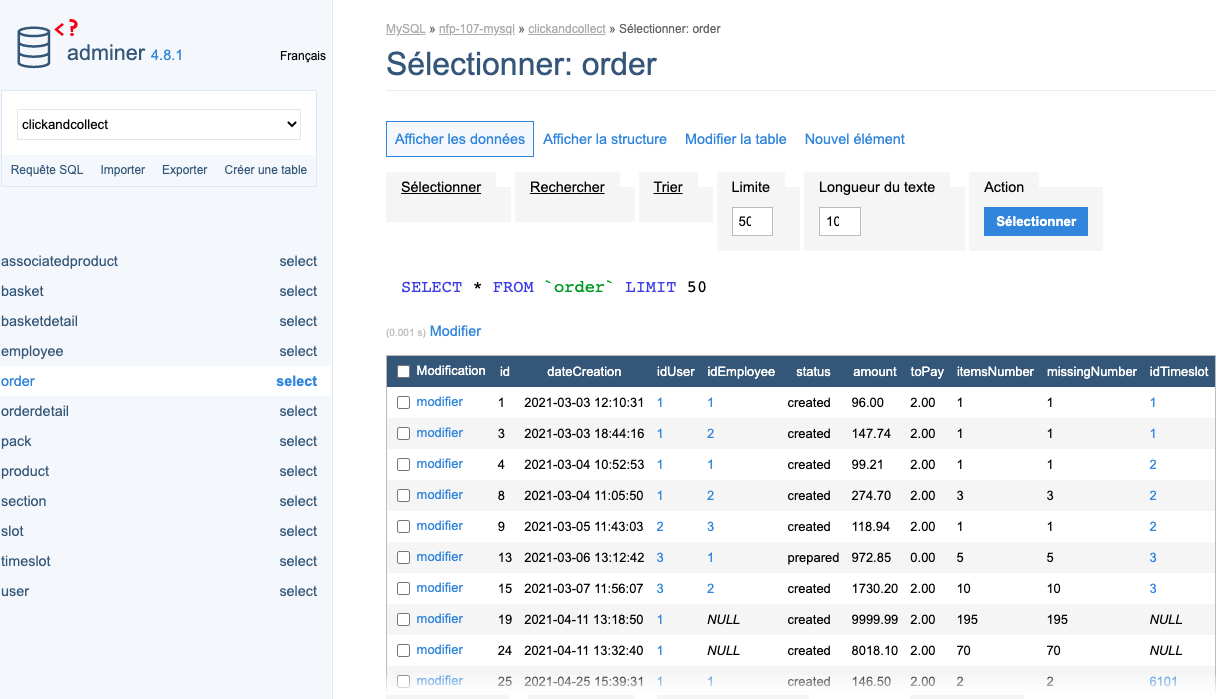 <?
adminer 4.8.1
Français
clickandcollect
Requête SQL Importer Exporter Créer une table
associatedproduct select
basket select
basketdetail select
employee select
order select
orderdetail select
pack select
product select
section select
slot select
timeslot select
user select
MySQL » nfp-107-mysql » clickandcollect » Sélectionner: order
Sélectionner: order
Afficher les données Afficher la structure Modifier la table Nouvel élément
Sélectionner Rechercher Trier Limite Longueur du texte Action
50 10 Sélectionner
SELECT * FROM `order` LIMIT 50
(0.001 s) Modifier
Modification id dateCreation idUser idEmployee status amount toPay itemsNumber missingNumber idTimeslot
modifier 1 2021-03-03 12:10:31 1 1 created 96.00 2.00 1 1 1
modifier 3 2021-03-03 18:44:16 1 2 created 147.74 2.00 1 1 1
modifier 4 2021-03-04 10:52:53 1 1 created 99.21 2.00 1 1 2
modifier 8 2021-03-04 11:05:50 1 2 created 274.70 2.00 3 3 2
modifier 9 2021-03-05 11:43:03 2 3 created 118.94 2.00 1 1 2
modifier 13 2021-03-06 13:12:42 3 1 prepared 972.85 0.00 5 5 3
modifier 15 2021-03-07 11:56:07 3 2 created 1730.20 2.00 10 10 3
modifier 19 2021-04-11 13:18:50 1 NULL created 9999.99 2.00 195 195 NULL
modifier 24 2021-04-11 13:32:40 1 NULL created 8018.10 2.00 70 70 NULL
modifier 25 2021-04-25 15:39:31 1 1 created 146.50 2.00 2 2 6101